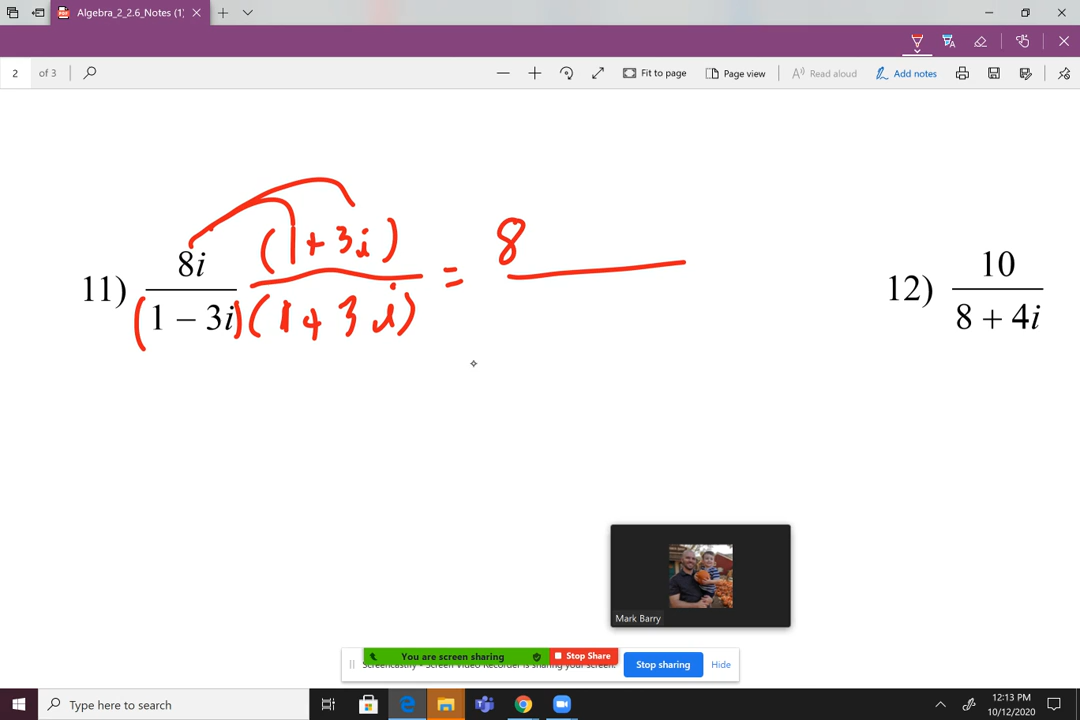 Algebra_2_2.6_Notes (1)
2 of 3
Fit to page
Page view
Read aloud
Add notes
11) 8i (1+3i) = 8
(1 − 3i)(1+3i)
12) 10
8 + 4i
Mark Barry
You are screen sharing
Stop Share
Screencastify - Screen Video Recorder is sharing your screen.
Stop sharing
Hide
Type here to search
12:13 PM
10/12/2020